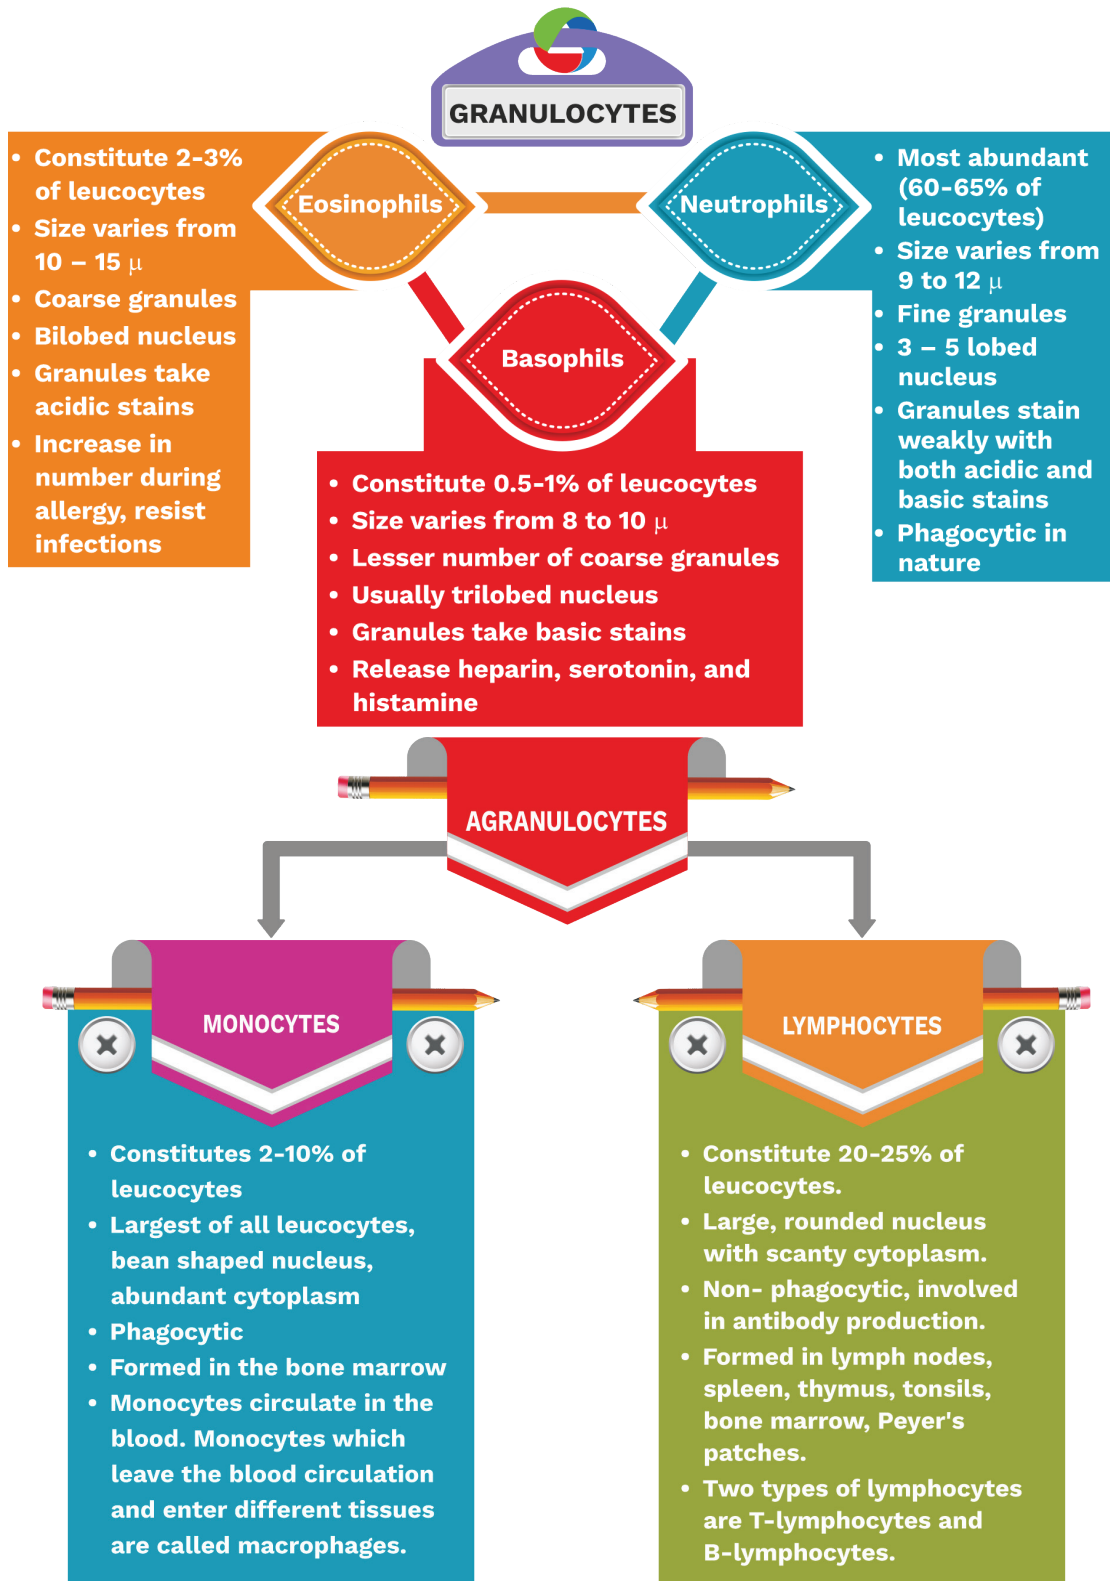 GRANULOCYTES
Eosinophils
• Constitute 2-3%
of leucocytes
• Size varies from
10 – 15 μ
• Coarse granules
• Bilobed nucleus
• Granules take
acidic stains
• Increase in
number during
allergy, resist
infections
Neutrophils
• Most abundant
(60-65% of
leucocytes)
• Size varies from
9 to 12 μ
• Fine granules
• 3 – 5 lobed
nucleus
• Granules stain
weakly with
both acidic and
basic stains
• Phagocytic in
nature
Basophils
• Constitute 0.5-1% of leucocytes
• Size varies from 8 to 10 μ
• Lesser number of coarse granules
• Usually trilobed nucleus
• Granules take basic stains
• Release heparin, serotonin, and
histamine
AGRANULOCYTES
MONOCYTES
• Constitutes 2-10% of
leucocytes
• Largest of all leucocytes,
bean shaped nucleus,
abundant cytoplasm
• Phagocytic
• Formed in the bone marrow
• Monocytes circulate in the
blood. Monocytes which
leave the blood circulation
and enter different tissues
are called macrophages.
LYMPHOCYTES
• Constitute 20-25% of
leucocytes.
• Large, rounded nucleus
with scanty cytoplasm.
• Non- phagocytic, involved
in antibody production.
• Formed in lymph nodes,
spleen, thymus, tonsils,
bone marrow, Peyer's
patches.
• Two types of lymphocytes
are T-lymphocytes and
B-lymphocytes.